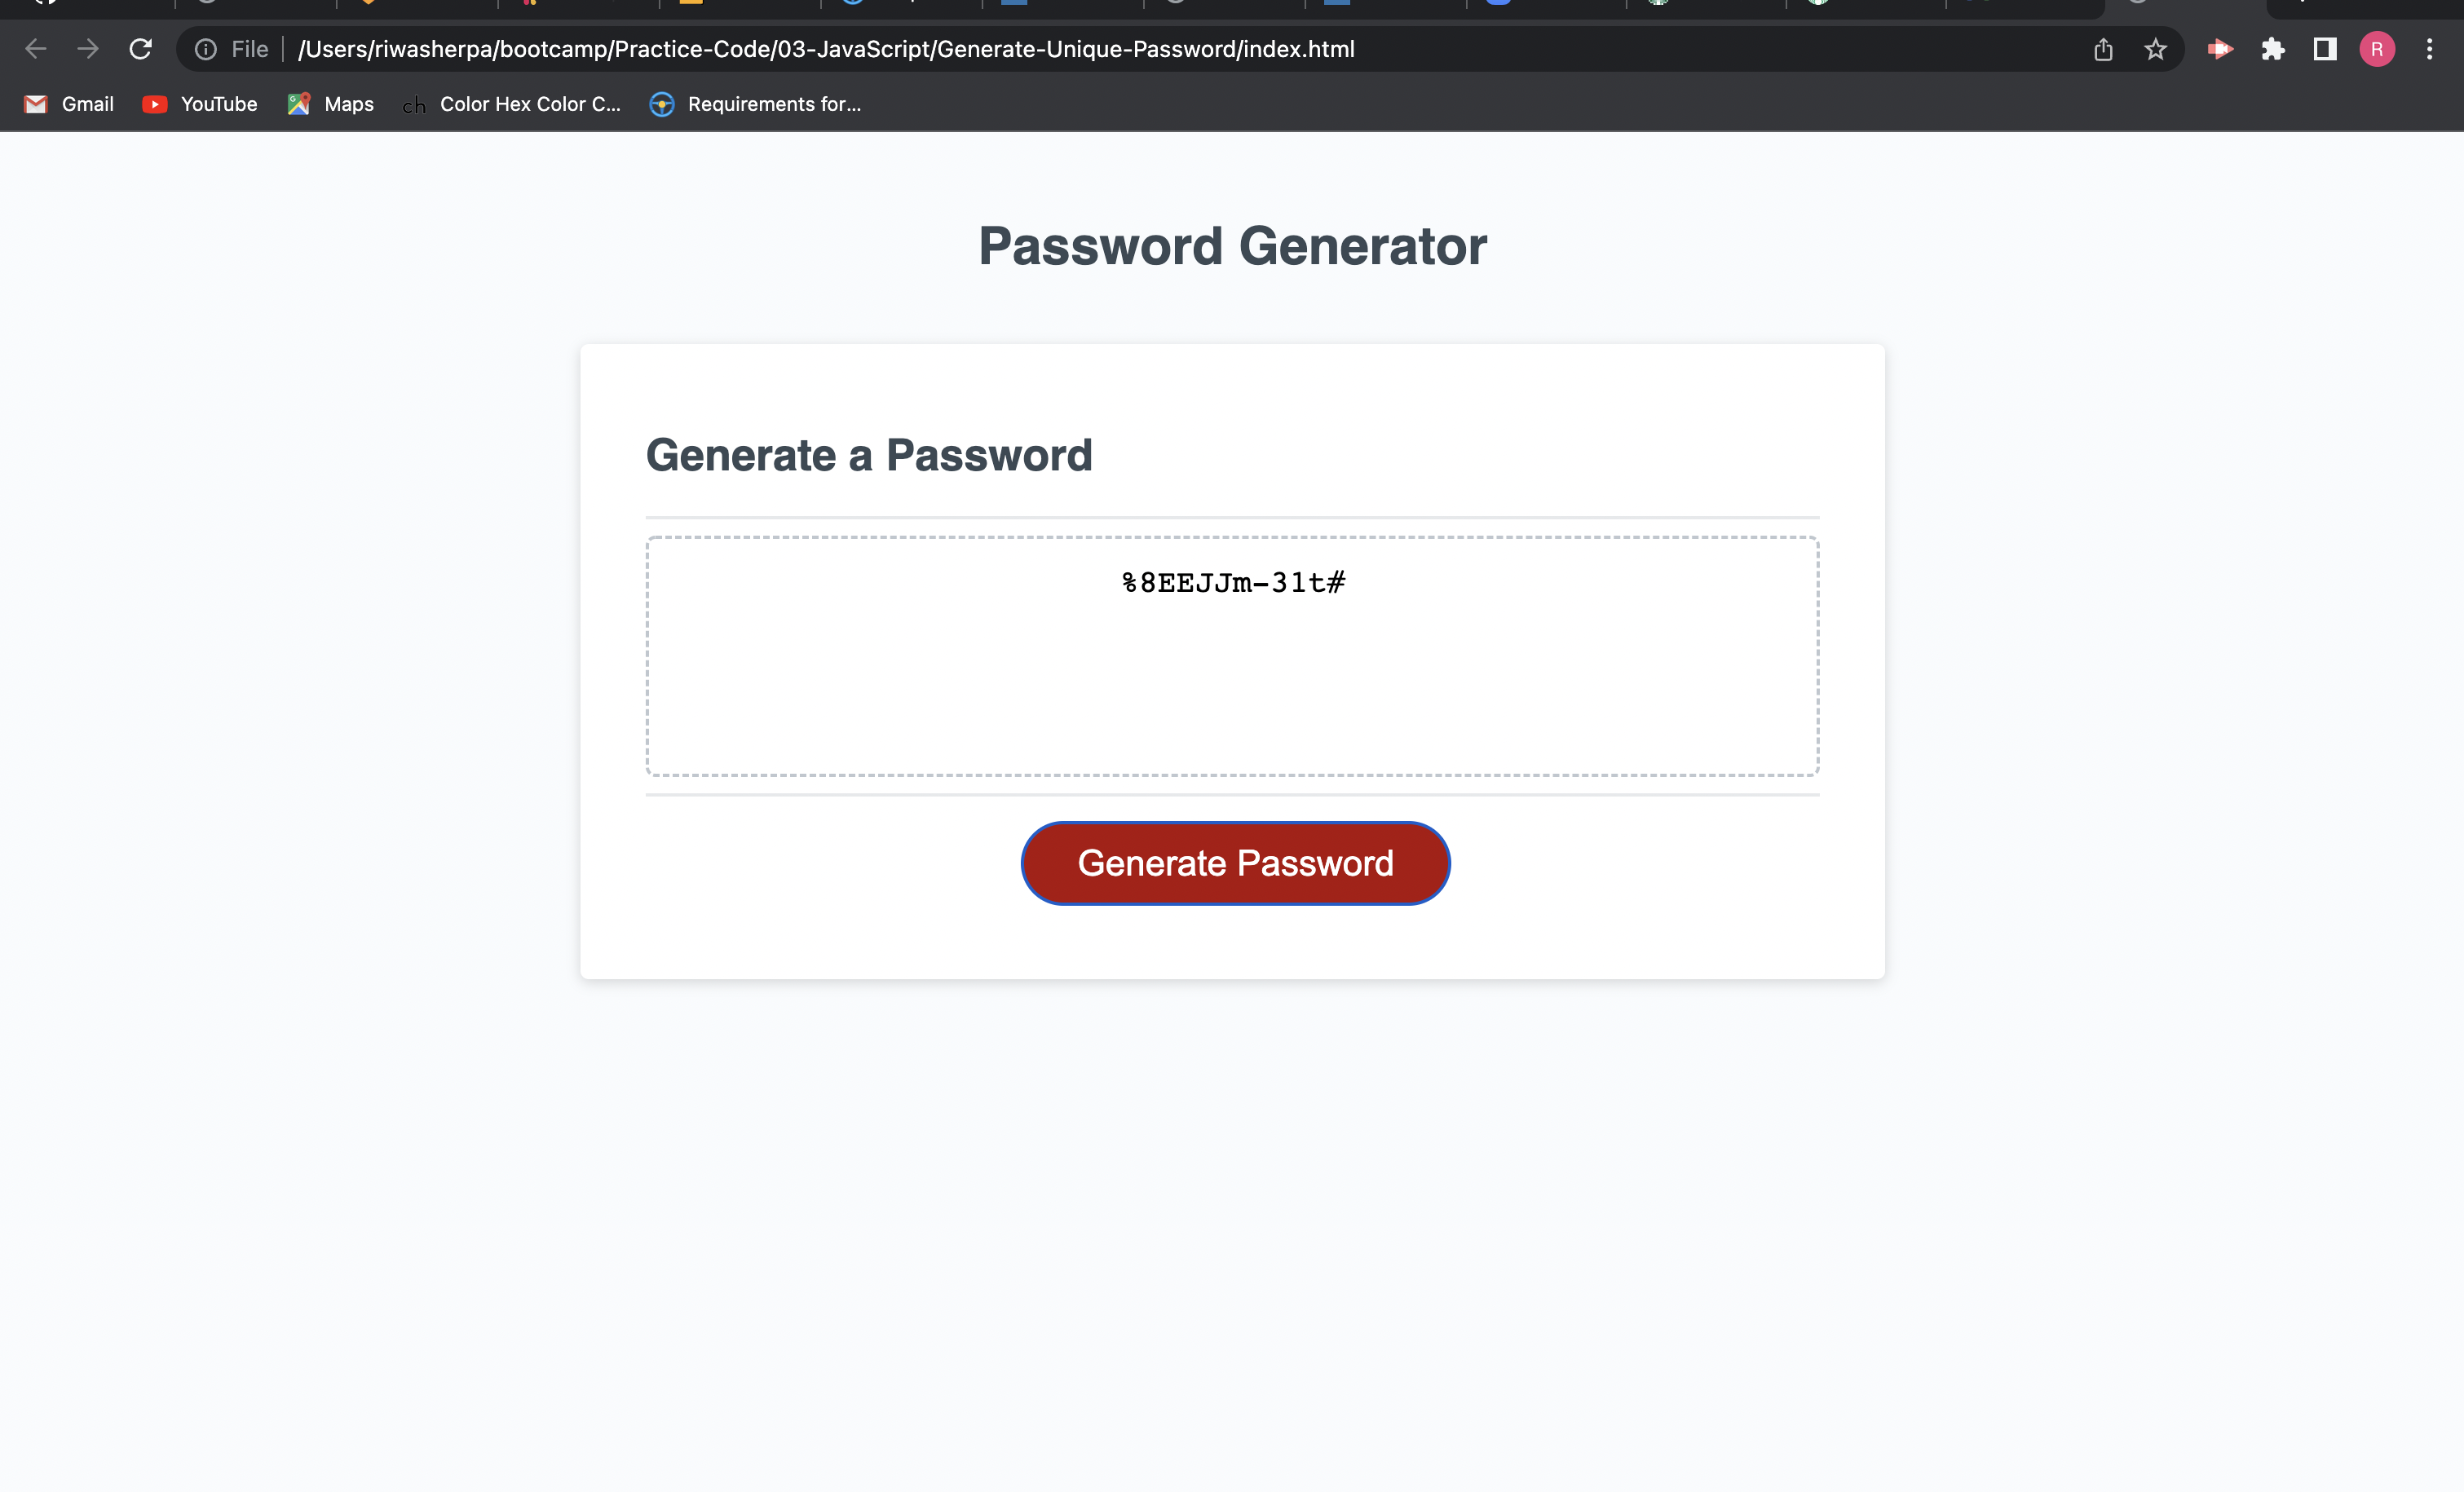 File /Users/riwasherpa/bootcamp/Practice-Code/03-JavaScript/Generate-Unique-Password/index.html R
Gmail YouTube Maps ch Color Hex Color C... Requirements for...
Password Generator
Generate a Password
%8EEJJm-31t#
Generate Password